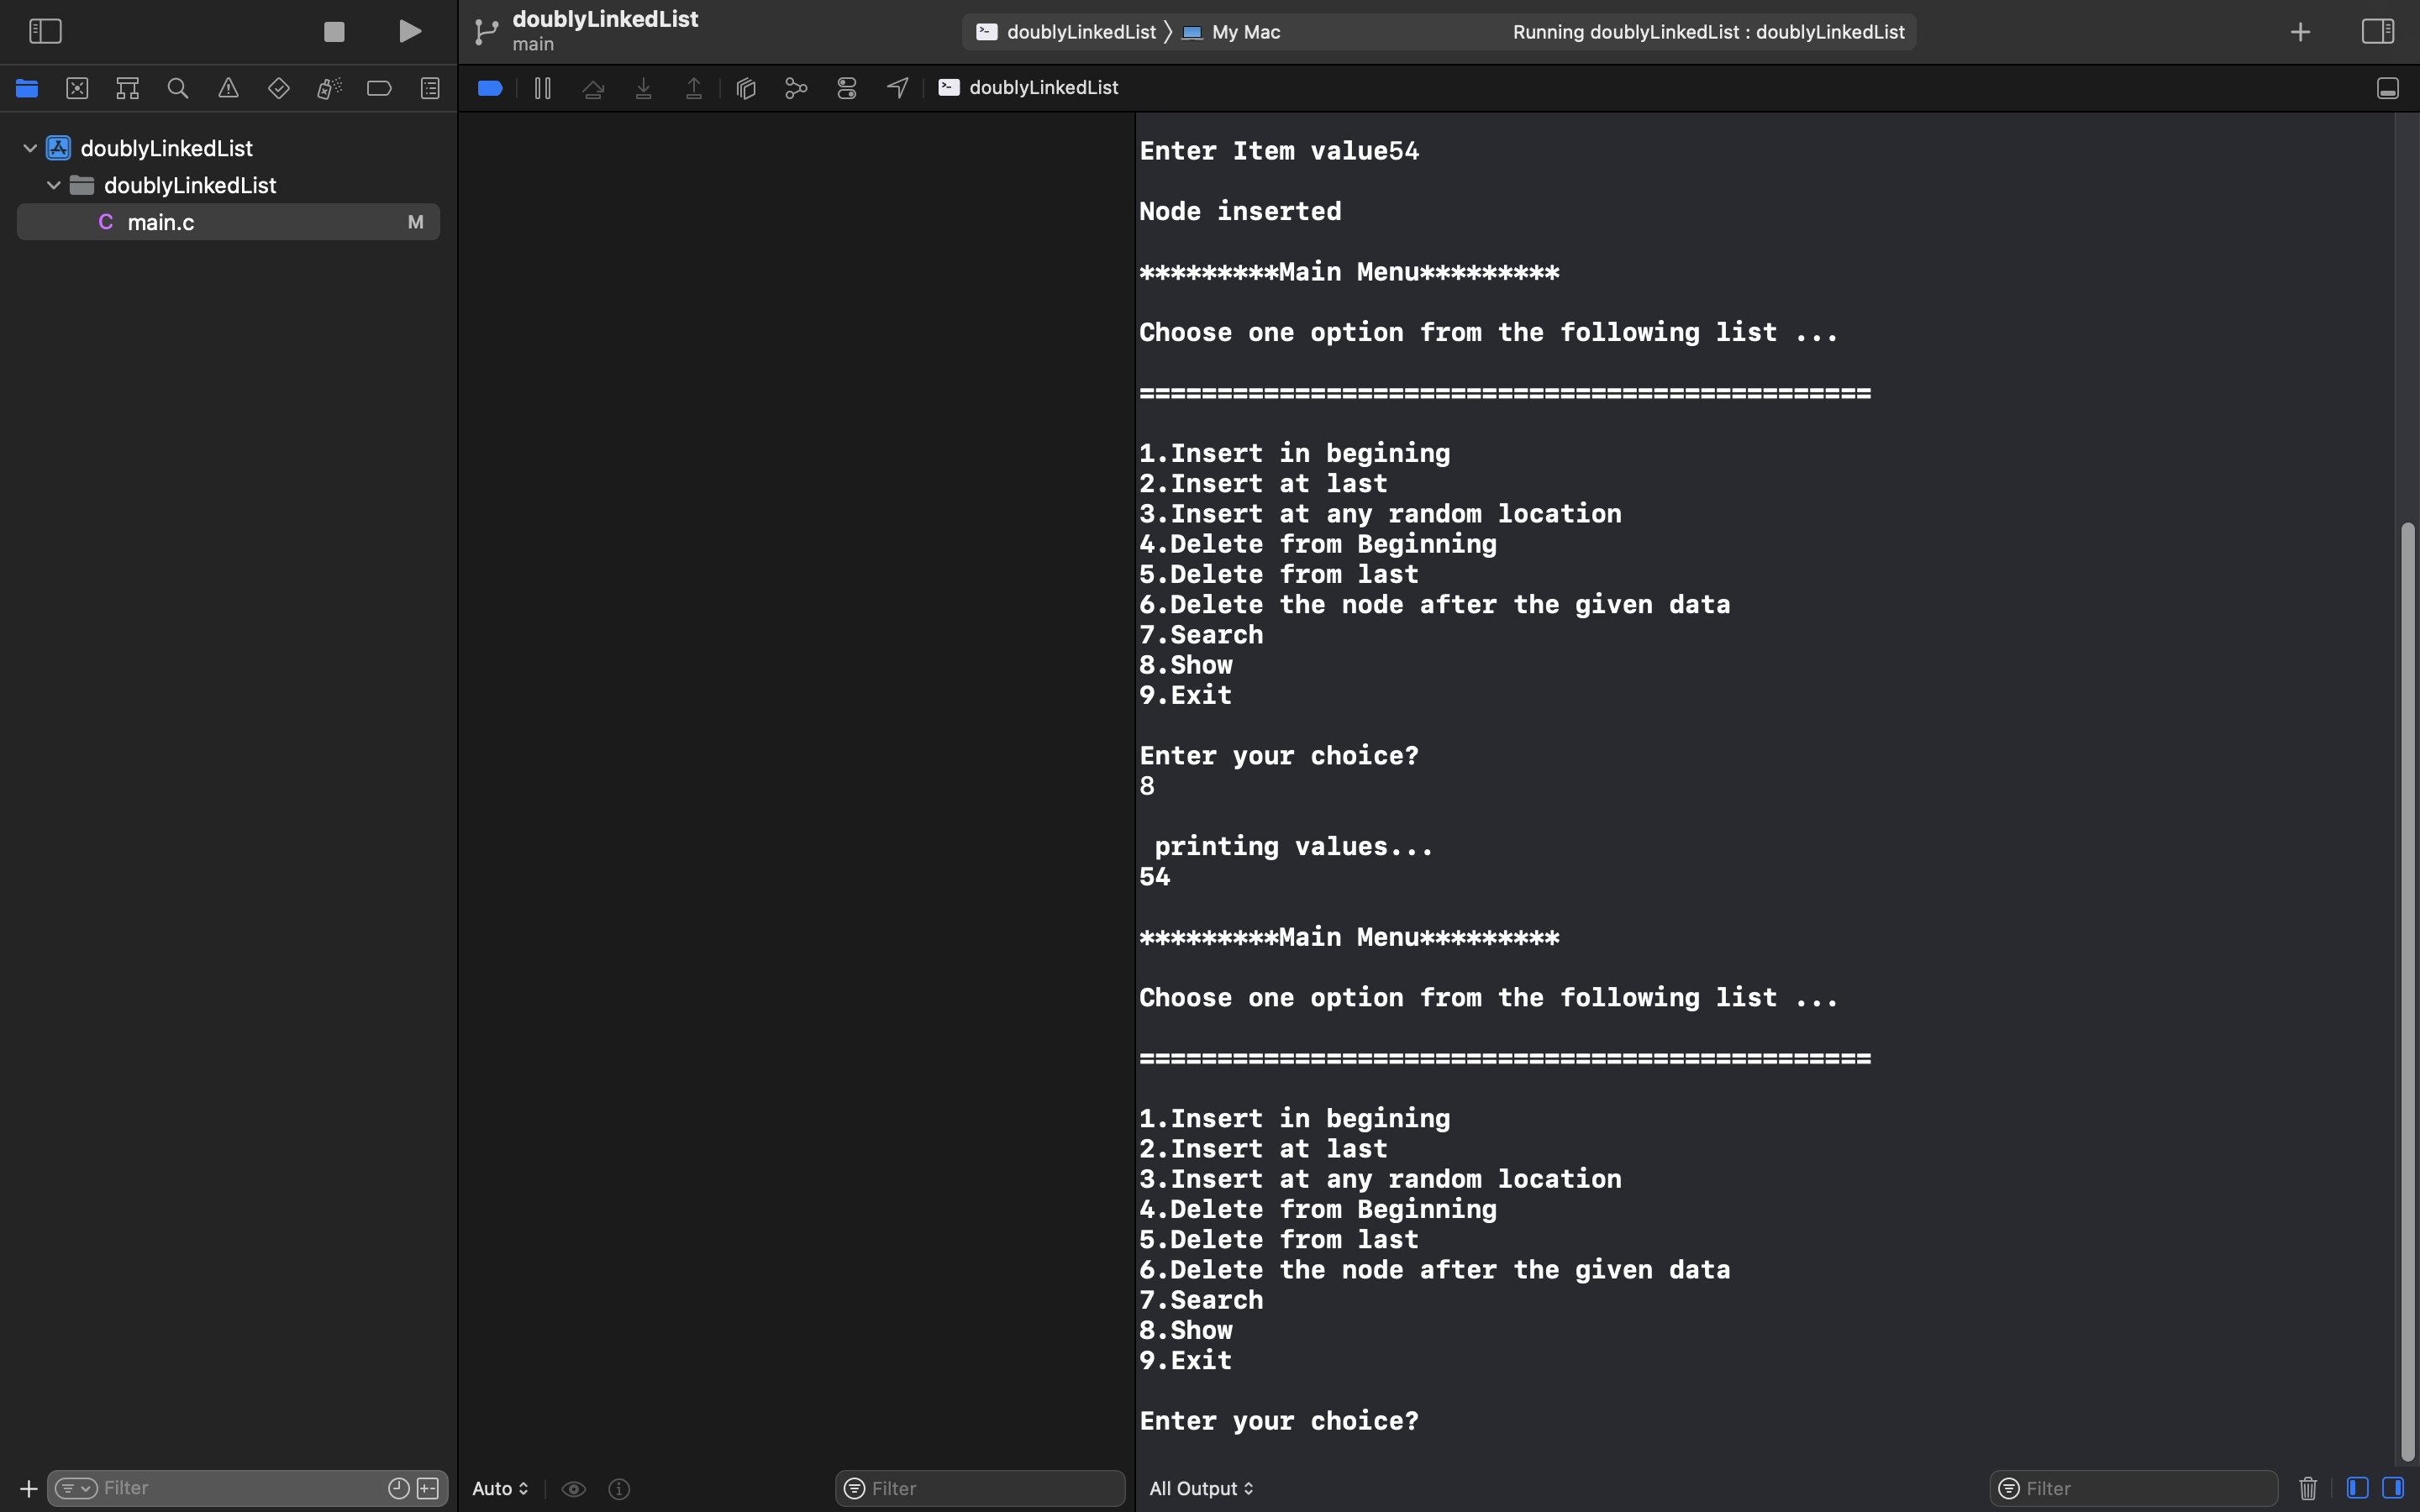 doublyLinkedList
main
doublyLinkedList 〉 My Mac
Running doublyLinkedList : doublyLinkedList
doublyLinkedList
doublyLinkedList
doublyLinkedList
C main.c M
Enter Item value54
Node inserted
*********Main Menu*********
Choose one option from the following list ...
===============================================
1.Insert in begining
2.Insert at last
3.Insert at any random location
4.Delete from Beginning
5.Delete from last
6.Delete the node after the given data
7.Search
8.Show
9.Exit
Enter your choice?
8
printing values...
54
*********Main Menu*********
Choose one option from the following list ...
===============================================
1.Insert in begining
2.Insert at last
3.Insert at any random location
4.Delete from Beginning
5.Delete from last
6.Delete the node after the given data
7.Search
8.Show
9.Exit
Enter your choice?
Filter
Auto
Filter
All Output
Filter